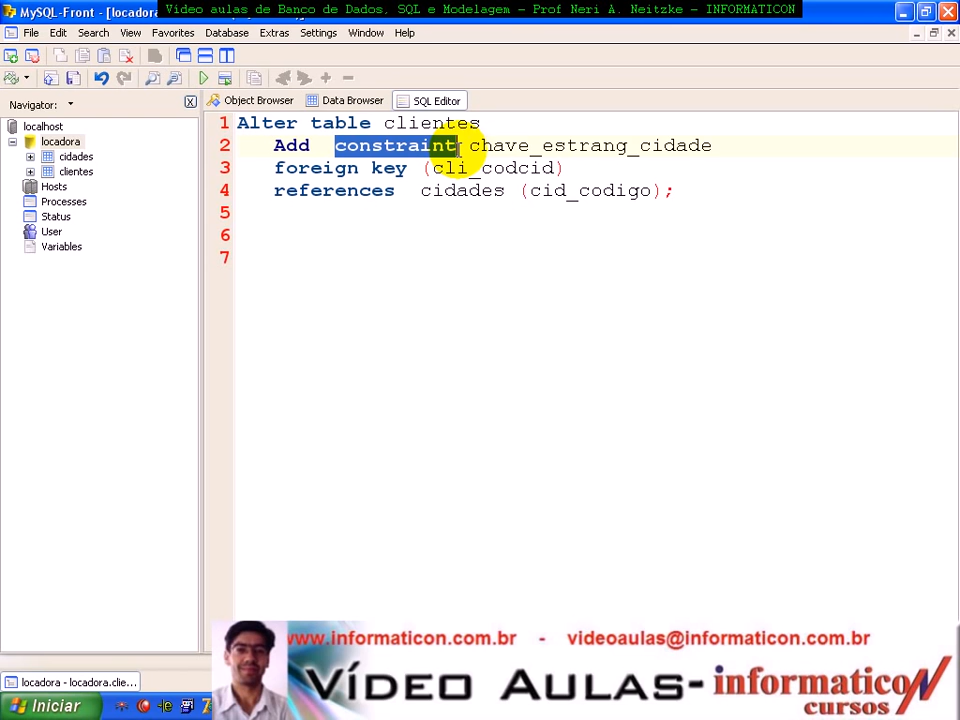 MySQL-Front - [locadora
Vídeo aulas de Banco de Dados, SQL e Modelagem - Prof Neri A. Neitzke - INFORMATICON
File Edit Search View Favorites Database Extras Settings Window Help
Navigator:
Object Browser Data Browser SQL Editor
localhost
locadora
cidades
clientes
Hosts
Processes
Status
User
Variables
1 Alter table clientes
2 Add constraint chave_estrang_cidade
3 foreign key (cli_codcid)
4 references cidades (cid_codigo);
5
6
7
www.informaticon.br - videoaulas@informaticon.com.br
Vídeo Aulas-informaticon
cursos
locadora - locadora.clie...
Iniciar